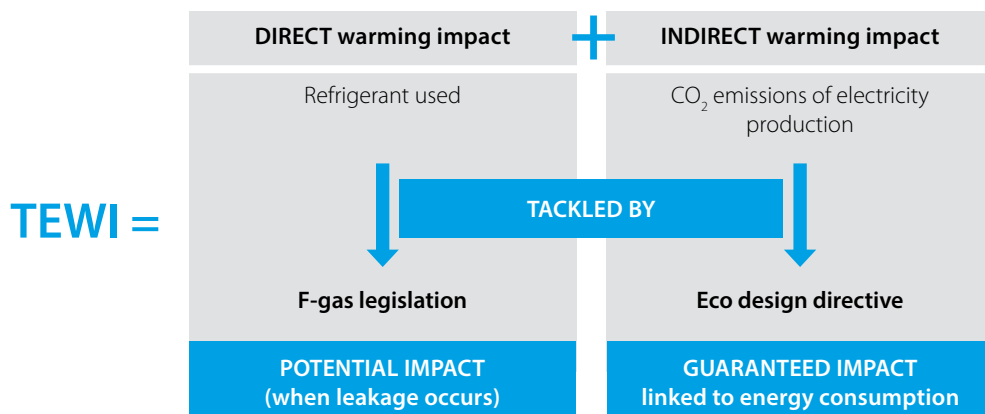 TEWI =
DIRECT warming impact
+
INDIRECT warming impact
Refrigerant used
CO₂ emissions of electricity
production
TACKLED BY
F-gas legislation
Eco design directive
POTENTIAL IMPACT
(when leakage occurs)
GUARANTEED IMPACT
linked to energy consumption